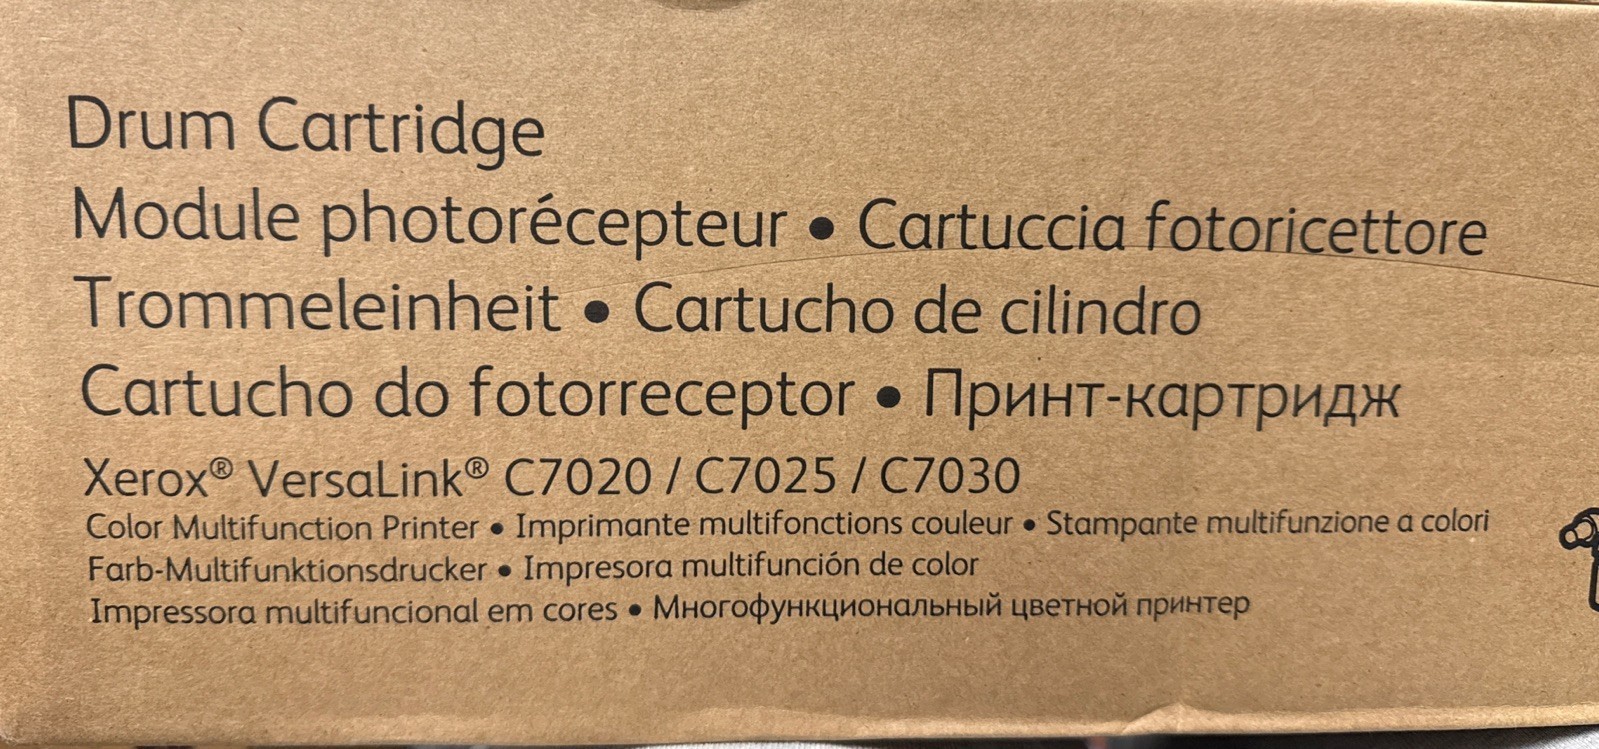 Drum Cartridge
Module photorécepteur • Cartuccia fotoricettore
Trommeleinheit • Cartucho de cilindro
Cartucho do fotorreceptor • Принт-картридж
Xerox® VersaLink® C7020 / C7025 / C7030
Color Multifunction Printer • Imprimante multifonctions couleur • Stampante multifunzione a colori
Farb-Multifunktionsdrucker • Impresora multifunción de color
Impressora multifuncional em cores • Многофункциональный цветной принтер